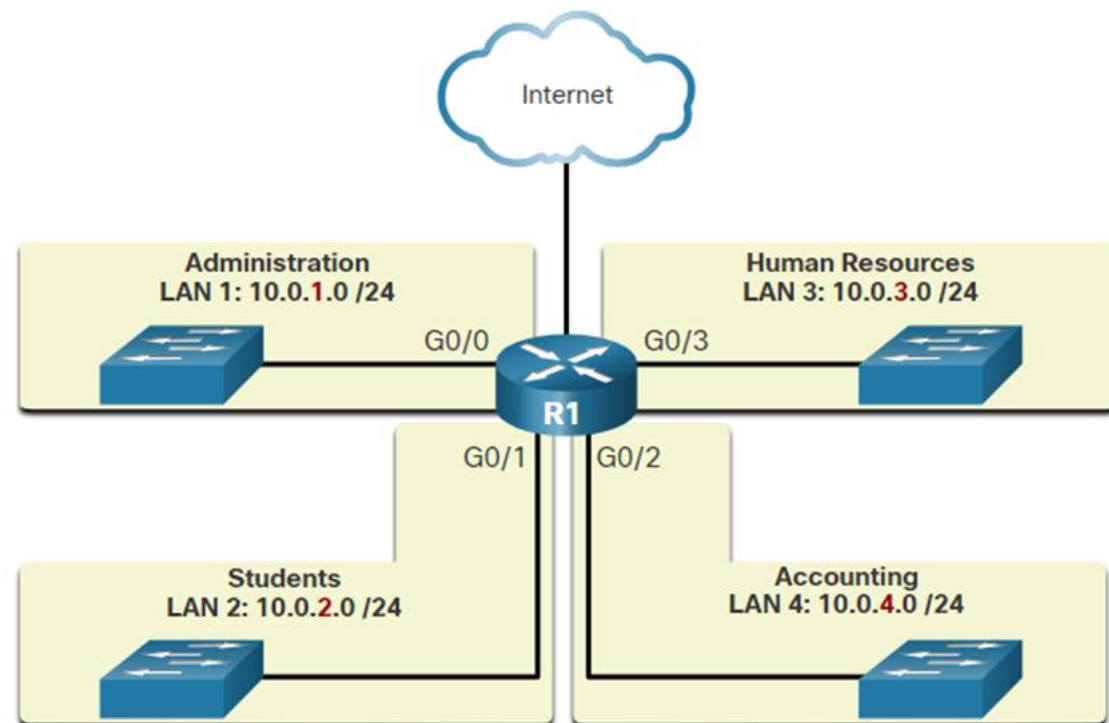 Internet
Administration
LAN 1: 10.0.1.0 /24
Human Resources
LAN 3: 10.0.3.0 /24
G0/0
G0/3
R1
G0/1
G0/2
Students
LAN 2: 10.0.2.0 /24
Accounting
LAN 4: 10.0.4.0 /24